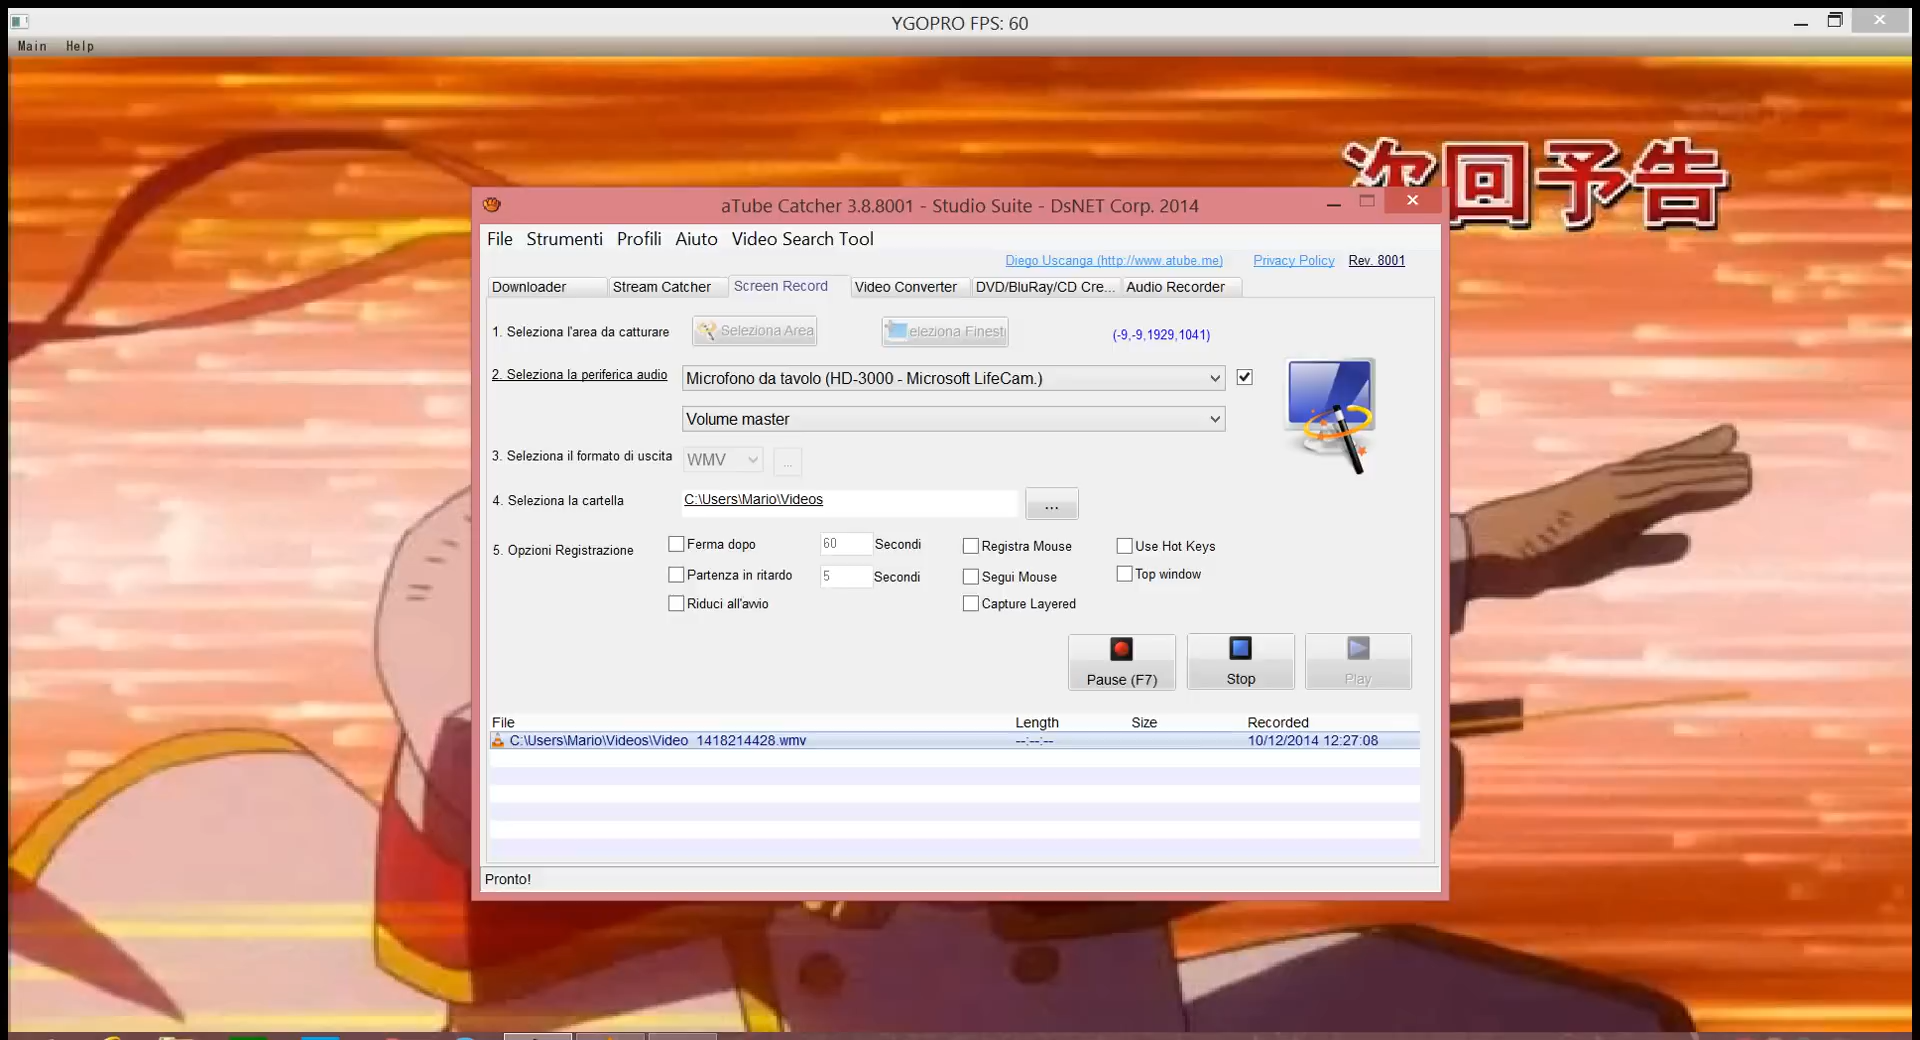 YGOPRO FPS: 60
Main Help
次回予告
aTube Catcher 3.8.8001 - Studio Suite - DsNET Corp. 2014
File Strumenti Profili Aiuto Video Search Tool
Diego Uscanga (http://www.atube.me) Privacy Policy Rev. 8001
Downloader Stream Catcher Screen Record Video Converter DVD/BluRay/CD Cre... Audio Recorder
1. Seleziona l'area da catturare Seleziona Area eleziona Finest (-9,-9,1929,1041)
2. Seleziona la periferica audio Microfono da tavolo (HD-3000 - Microsoft LifeCam.)
Volume master
3. Seleziona il formato di uscita WMV ...
4. Seleziona la cartella C:\Users\Mario\Videos ...
5. Opzioni Registrazione Ferma dopo 60 Secondi Registra Mouse Use Hot Keys
Partenza in ritardo 5 Secondi Segui Mouse Top window
Riduci all'avvio Capture Layered
Pause (F7) Stop Play
File Length Size Recorded
C:\Users\Mario\Videos\Video 1418214428.wmv --:--:-- 10/12/2014 12:27:08
Pronto!